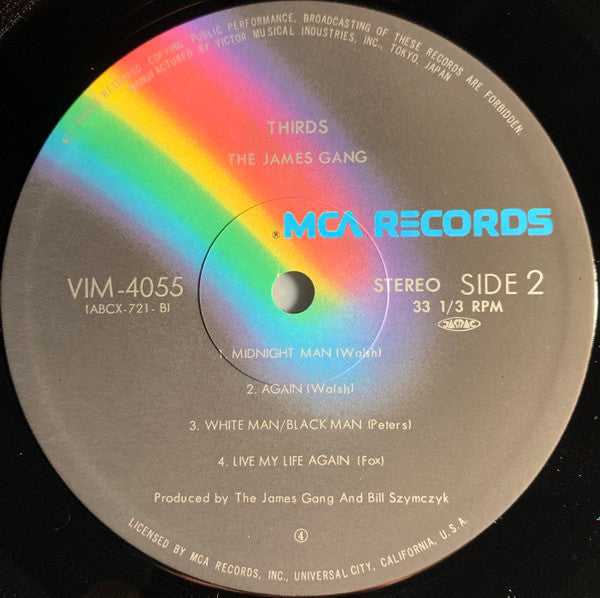 ALL RIGHTS RESERVED. COPYING, PUBLIC PERFORMANCE, BROADCASTING OF THESE RECORDS ARE FORBIDDEN.
MANUFACTURED BY VICTOR MUSICAL INDUSTRIES, INC., TOKYO, JAPAN
THIRDS
THE JAMES GANG
® MCA RECORDS
VIM-4055
(ABCX-721-B)
STEREO SIDE 2
33 1/3 RPM
JASRAC
1. MIDNIGHT MAN (Walsh)
2. AGAIN (Walsh)
3. WHITE MAN/BLACK MAN (Peters)
4. LIVE MY LIFE AGAIN (Fox)
Produced by The James Gang And Bill Szymczyk
④
LICENSED BY MCA RECORDS, INC., UNIVERSAL CITY, CALIFORNIA, U.S.A.